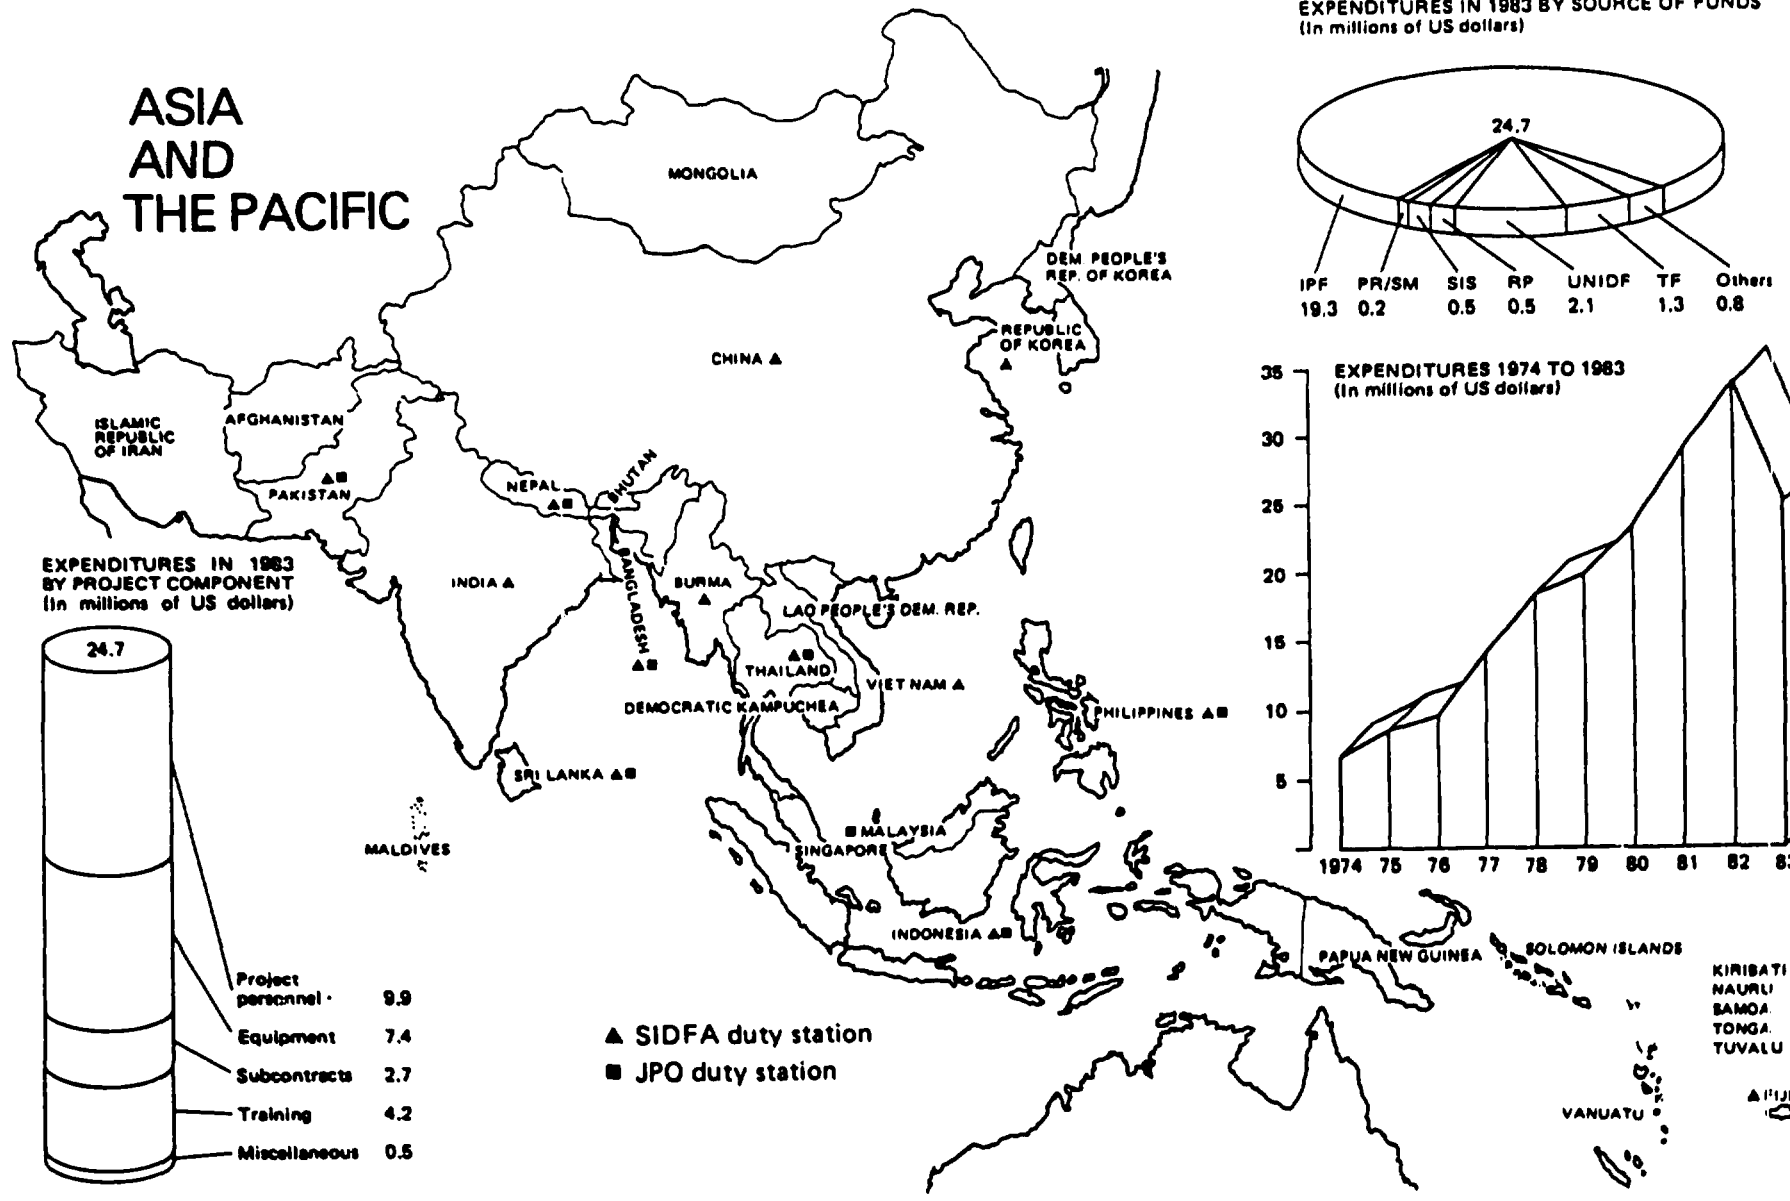 EXPENDITURES IN 1983 BY SOURCE OF FUNDS
(In millions of US dollars)
ASIA
AND
THE PACIFIC
24.7
IPF PR/SM SIS RP UNIDF TF Others
19.3 0.2 0.5 0.5 2.1 1.3 0.8
MONGOLIA
DEM. PEOPLE'S
REP. OF KOREA
REPUBLIC
OF KOREA
▲
CHINA ▲
EXPENDITURES 1974 TO 1983
(In millions of US dollars)
35
30
25
20
15
10
5
1974 75 76 77 78 79 80 81 82
ISLAMIC
REPUBLIC
OF IRAN
AFGHANISTAN
▲■
PAKISTAN
NEPAL
▲■
BHUTAN
INDIA ▲
BANGLADESH
▲■
BURMA
▲
LAO PEOPLE'S DEM. REP.
▲■
THAILAND
VIET NAM ▲
DEMOCRATIC KAMPUCHEA
PHILIPPINES ▲■
SRI LANKA ▲■
MALDIVES
■ MALAYSIA
SINGAPORE
INDONESIA ▲■
PAPUA NEW GUINEA
SOLOMON ISLANDS
KIRIBATI
NAURU
SAMOA
TONGA
TUVALU
VANUATU
EXPENDITURES IN 1983
BY PROJECT COMPONENT
(In millions of US dollars)
24.7
Project
personnel 9.9
Equipment 7.4
Subcontracts 2.7
Training 4.2
Miscellaneous 0.5
▲ SIDFA duty station
■ JPO duty station